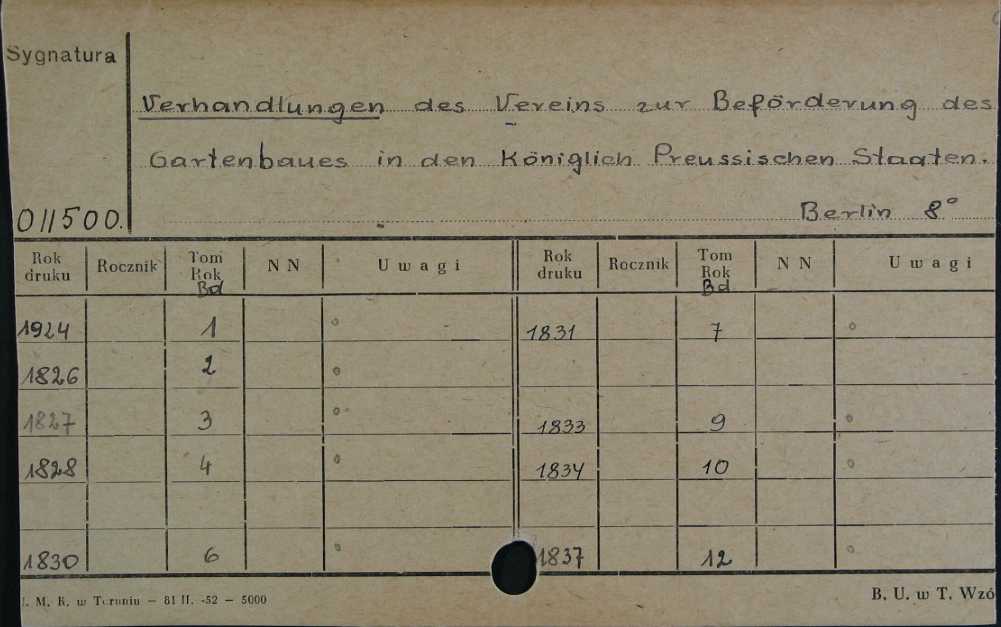 Sygnatura
Verhandlungen des Vereins zur Beförderung des
Gartenbaues in den Königlich Preussischen Staaten.
Berlin 8°
011500.
Rok druku Rocznik Tom Rok Bd N N Uwagi Rok druku Rocznik Tom Rok Bd N N Uwagi
1924 1 ° 1831 7 °
1826 2 °
1827 3 ° 1833 9 °
1828 4 ° 1834 10 °
1830 6 ° 1837 12 °
M. K. w Toruniu — 81 II. -52 — 5000
B. U. w T. Wzó